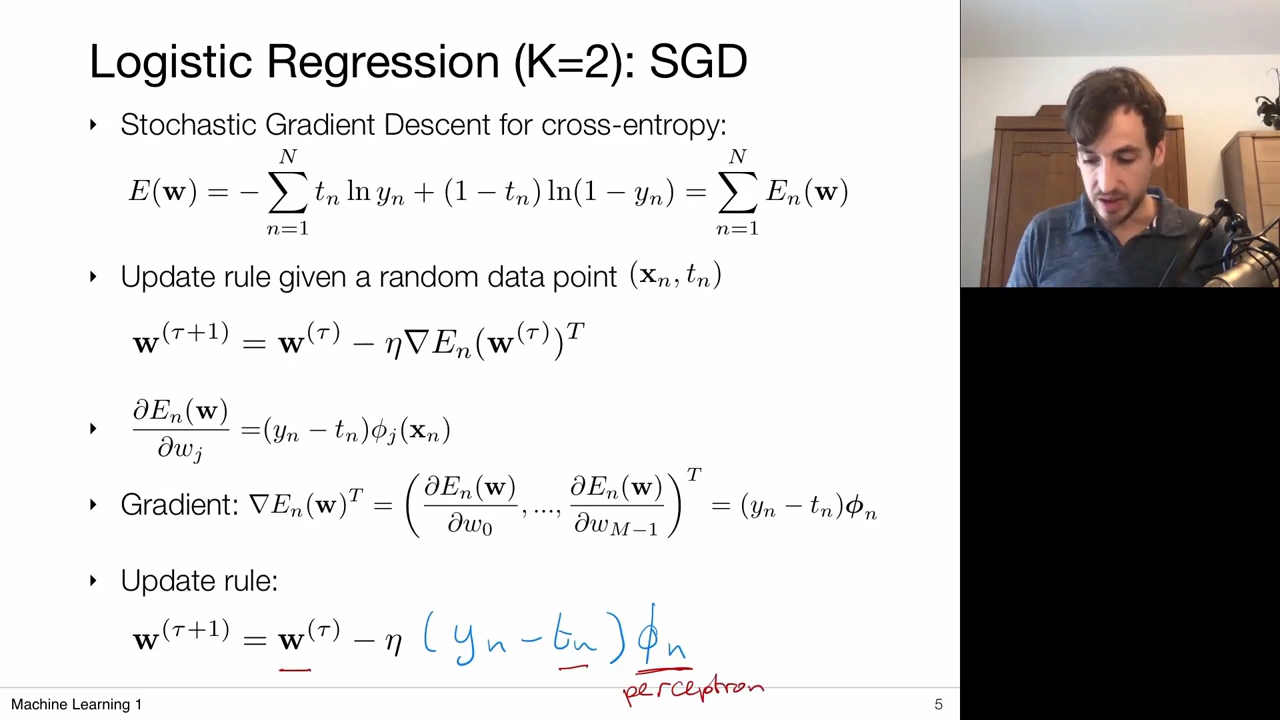 Logistic Regression (K=2): SGD
‣ Stochastic Gradient Descent for cross-entropy:
E(w) = − ∑_{n=1}^{N} t_n ln y_n + (1 − t_n) ln(1 − y_n) = ∑_{n=1}^{N} E_n(w)
‣ Update rule given a random data point (x_n, t_n)
w^{(τ+1)} = w^{(τ)} − η∇E_n(w^{(τ)})^T
‣ ∂E_n(w)/∂w_j =(y_n − t_n)ϕ_j(x_n)
‣ Gradient: ∇E_n(w)^T = (∂E_n(w)/∂w_0, ..., ∂E_n(w)/∂w_{M−1})^T = (y_n − t_n)ϕ_n
‣ Update rule:
w^{(τ+1)} = w^{(τ)} − η (y_n − t_n) ϕ_n
perceptron
Machine Learning 1
5